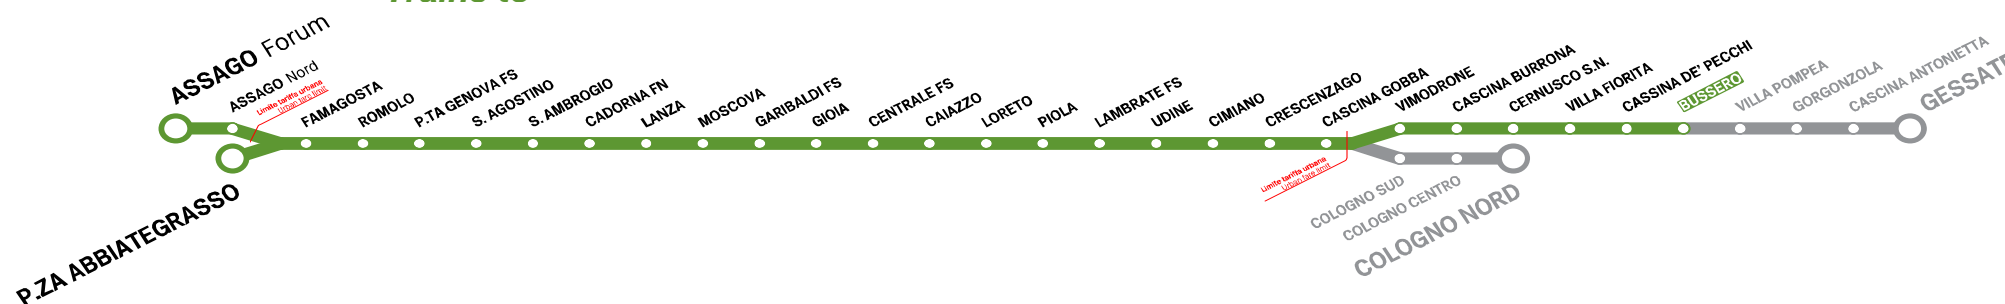 ASSAGO Forum
ASSAGO Nord
Limite tariffa urbana
Urban fare limit
P.ZA ABBIATEGRASSO
FAMAGOSTA
ROMOLO
P.TA GENOVA FS
S. AGOSTINO
S. AMBROGIO
CADORNA FN
LANZA
MOSCOVA
GARIBALDI FS
GIOIA
CENTRALE FS
CAIAZZO
LORETO
PIOLA
LAMBRATE FS
UDINE
CIMIANO
CRESCENZAGO
CASCINA GOBBA
Limite tariffa urbana
Urban fare limit
VIMODRONE
CASCINA BURRONA
CERNUSCO S.N.
VILLA FIORITA
CASSINA DE' PECCHI
BUSSERO
VILLA POMPEA
GORGONZOLA
CASCINA ANTONIETTA
COLOGNO SUD
COLOGNO CENTRO
COLOGNO NORD